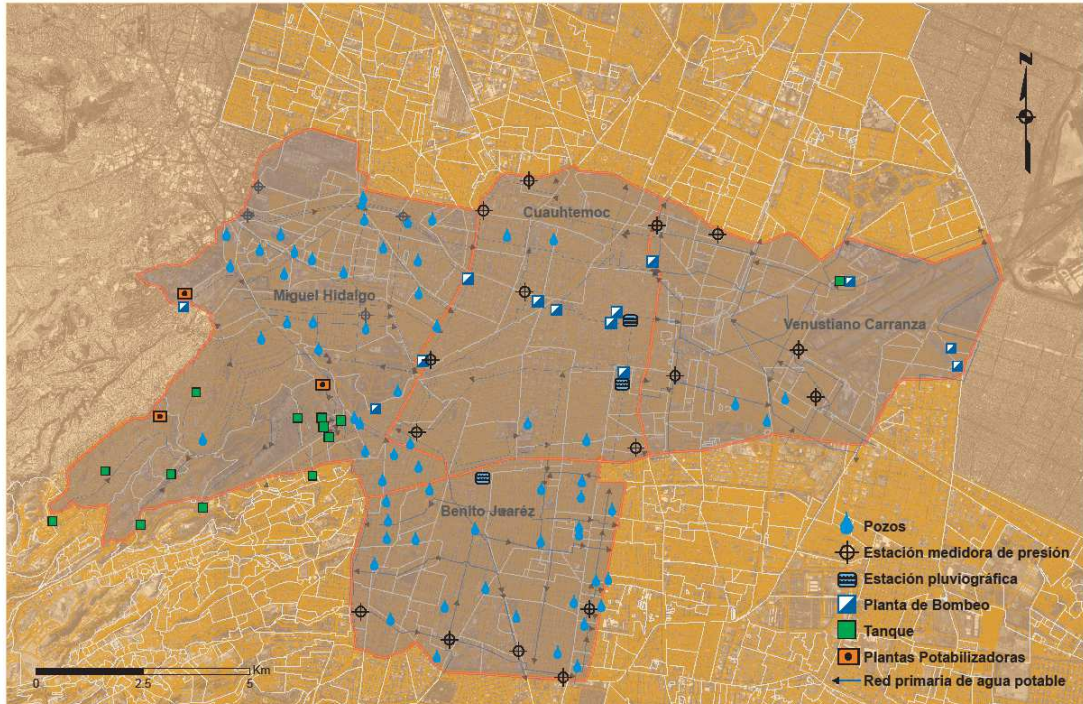 N
Cuauhtemoc
Miguel Hidalgo
Venustiano Carranza
Benito Juaréz
Pozos
Estación medidora de presión
Estación pluviográfica
Planta de Bombeo
Tanque
Plantas Potabilizadoras
Red primaria de agua potable
Km
0 2.5 5